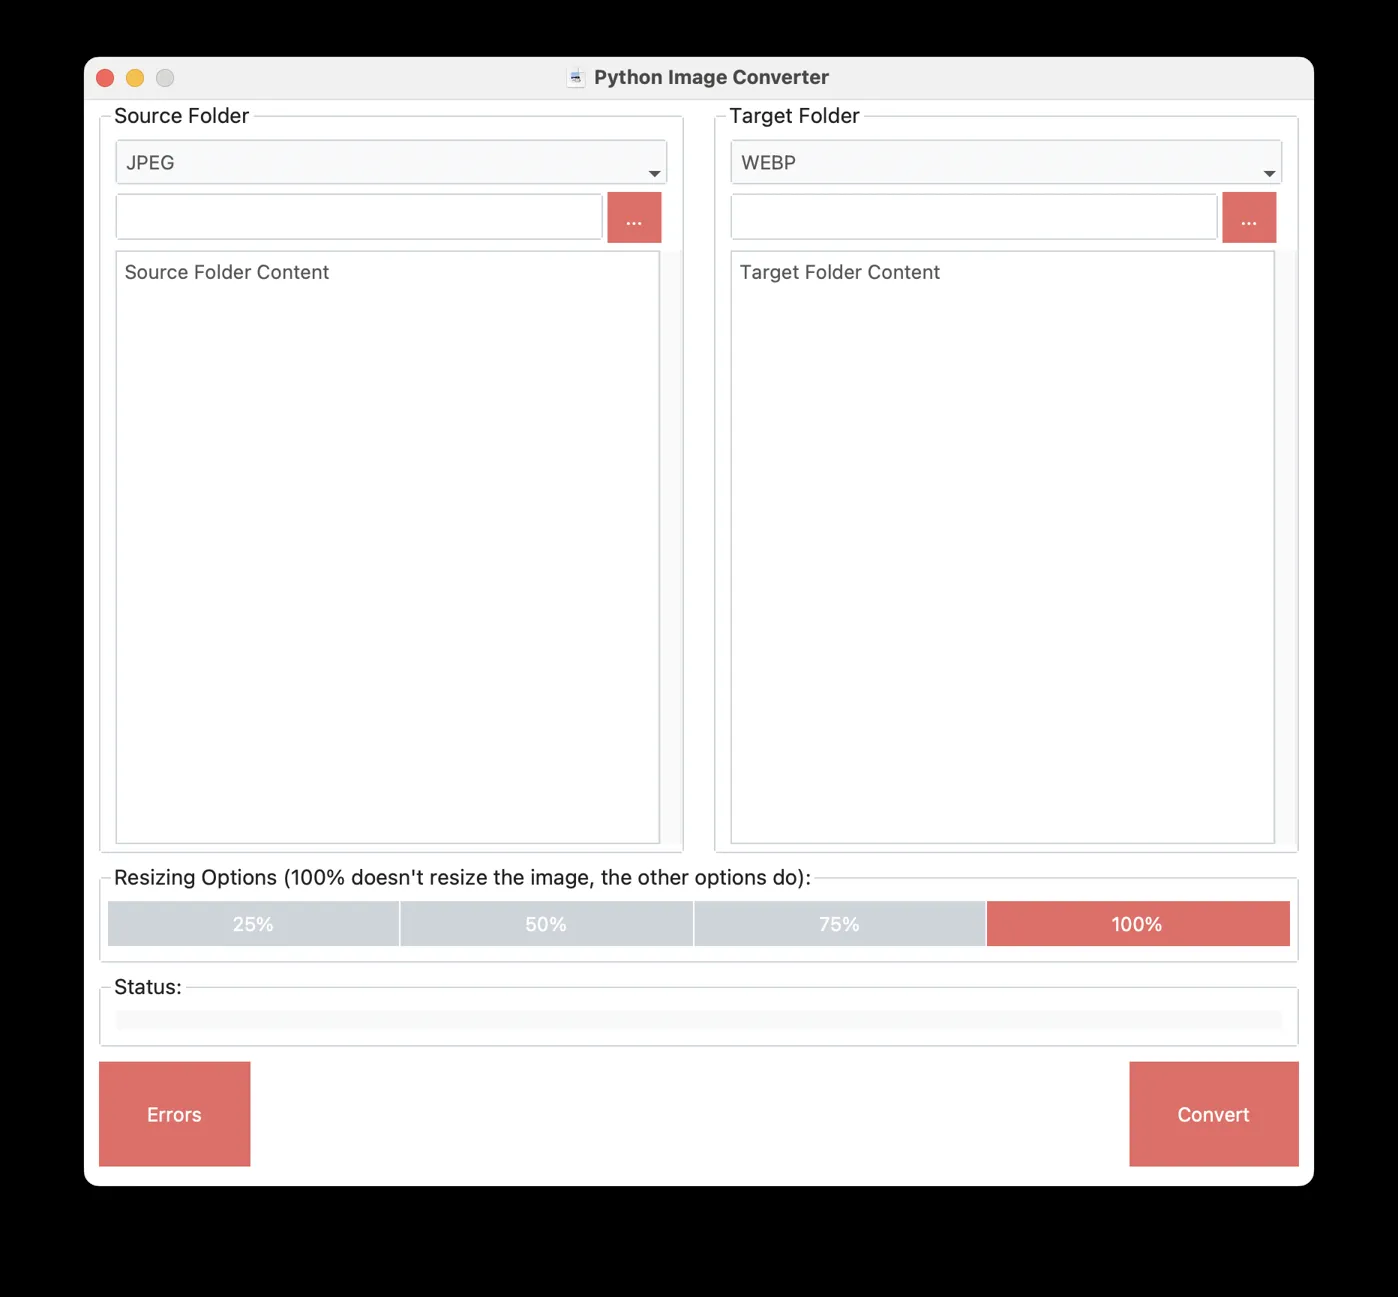 Python Image Converter
Source Folder
JPEG
...
Source Folder Content
Target Folder
WEBP
...
Target Folder Content
Resizing Options (100% doesn't resize the image, the other options do):
25%
50%
75%
100%
Status:
Errors
Convert